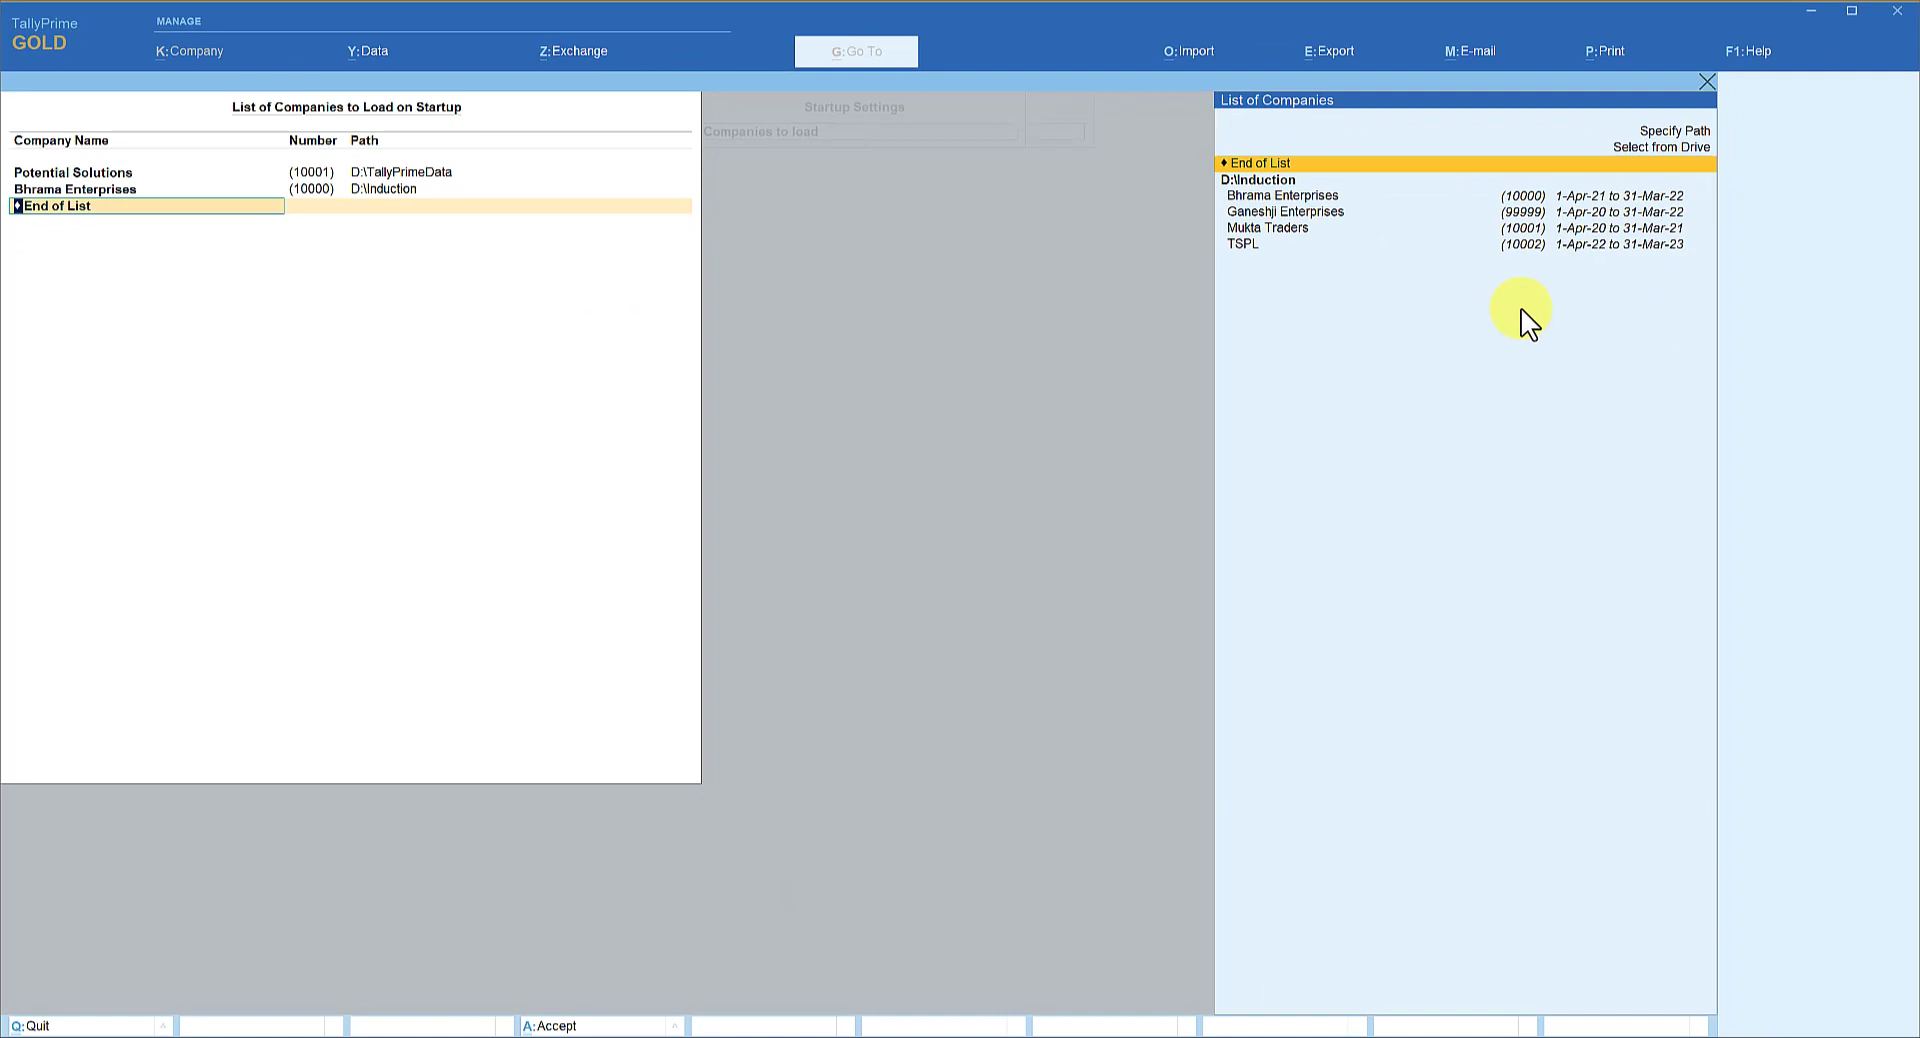 TallyPrime
GOLD
MANAGE
K:Company
Y:Data
Z:Exchange
G:Go To
O:Import
E:Export
M:E-mail
P:Print
F1:Help
List of Companies to Load on Startup
Company Name Number Path
Potential Solutions (10001) D:\TallyPrimeData
Bhrama Enterprises (10000) D:\Induction
♦ End of List
Startup Settings
Companies to load
List of Companies
Specify Path
Select from Drive
♦ End of List
D:\Induction
Bhrama Enterprises (10000) 1-Apr-21 to 31-Mar-22
Ganeshji Enterprises (99999) 1-Apr-20 to 31-Mar-22
Mukta Traders (10001) 1-Apr-20 to 31-Mar-21
TSPL (10002) 1-Apr-22 to 31-Mar-23
Q:Quit
A:Accept